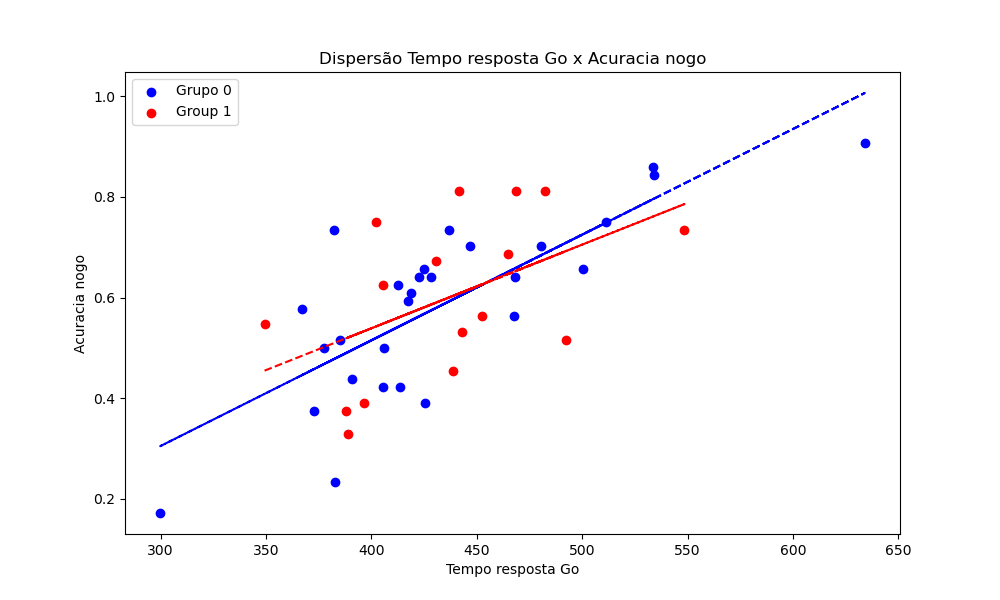 Dispersão Tempo resposta Go x Acuracia nogo
Grupo 0
Group 1
1.0
0.8
0.6
0.4
0.2
Acuracia nogo
300 350 400 450 500 550 600 650
Tempo resposta Go